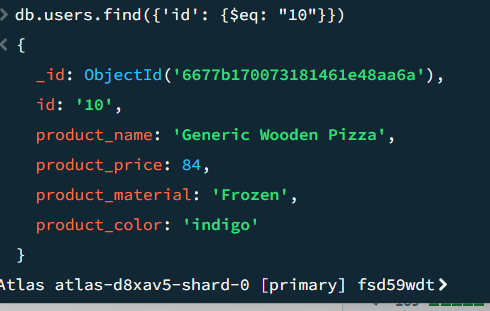 > db.users.find({'id': {$eq: "10"}})
< {
_id: ObjectId('6677b170073181461e48aa6a'),
id: '10',
product_name: 'Generic Wooden Pizza',
product_price: 84,
product_material: 'Frozen',
product_color: 'indigo'
}
Atlas atlas-d8xav5-shard-0 [primary] fsd59wdt>